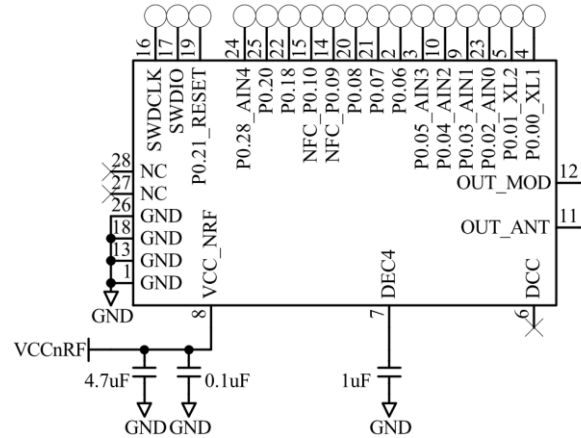 16 17 19 24 25 22 15 14 20 21 2 3 10 9 23 5 4
SWDCLK
SWDIO
P0.21_RESET
P0.28_AIN4
P0.20
P0.18
NFC_P0.10
NFC_P0.09
P0.08
P0.07
P0.06
P0.05_AIN3
P0.04_AIN2
P0.03_AIN1
P0.02_AIN0
P0.01_XL2
P0.00_XL1
28 NC
27 NC
26 GND
18 GND
13 GND
1 GND
GND
OUT_MOD 12
OUT_ANT 11
VCC_NRF
DEC4
DCC
8 7 6
VCCnRF
4.7uF 0.1uF 1uF
GND GND GND